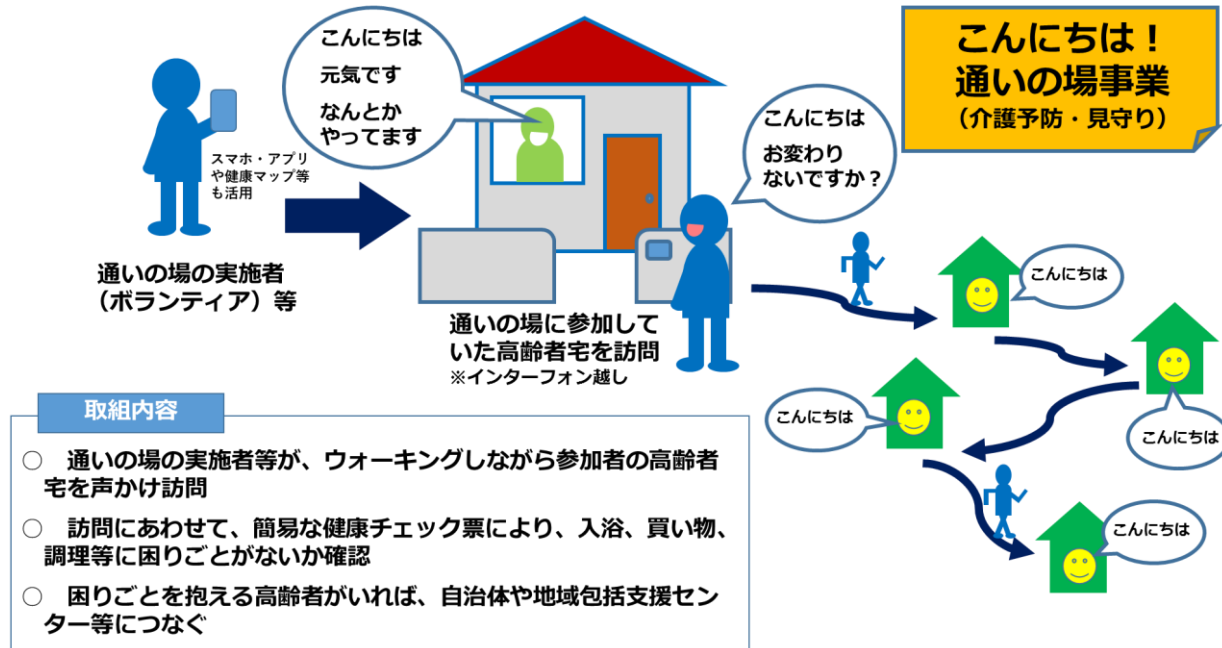 こんにちは！
通いの場事業
（介護予防・見守り）
こんにちは
元気です
なんとか
やってます
スマホ・アプリ
や健康マップ等
も活用
こんにちは
お変わり
ないですか？
通いの場の実施者
（ボランティア）等
通いの場に参加して
いた高齢者宅を訪問
※インターフォン越し
こんにちは
こんにちは
こんにちは
こんにちは
取組内容
○　通いの場の実施者等が、ウォーキングしながら参加者の高齢者
宅を声かけ訪問
○　訪問にあわせて、簡易な健康チェック票により、入浴、買い物、
調理等に困りごとがないか確認
○　困りごとを抱える高齢者がいれば、自治体や地域包括支援セン
ター等につなぐ